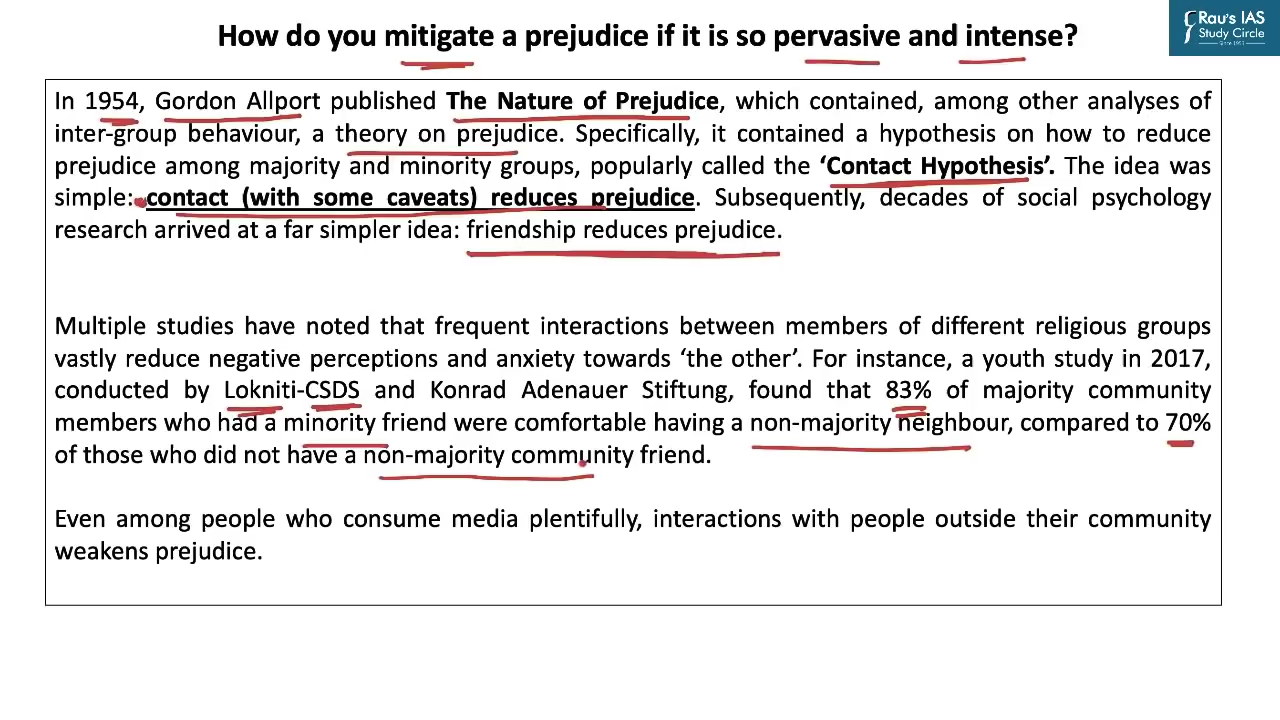 How do you mitigate a prejudice if it is so pervasive and intense?
Rau's IAS
Study Circle
Since 1953
In 1954, Gordon Allport published The Nature of Prejudice, which contained, among other analyses of
inter-group behaviour, a theory on prejudice. Specifically, it contained a hypothesis on how to reduce
prejudice among majority and minority groups, popularly called the ‘Contact Hypothesis’. The idea was
simple: contact (with some caveats) reduces prejudice. Subsequently, decades of social psychology
research arrived at a far simpler idea: friendship reduces prejudice.
Multiple studies have noted that frequent interactions between members of different religious groups
vastly reduce negative perceptions and anxiety towards ‘the other’. For instance, a youth study in 2017,
conducted by Lokniti-CSDS and Konrad Adenauer Stiftung, found that 83% of majority community
members who had a minority friend were comfortable having a non-majority neighbour, compared to 70%
of those who did not have a non-majority community friend.
Even among people who consume media plentifully, interactions with people outside their community
weakens prejudice.